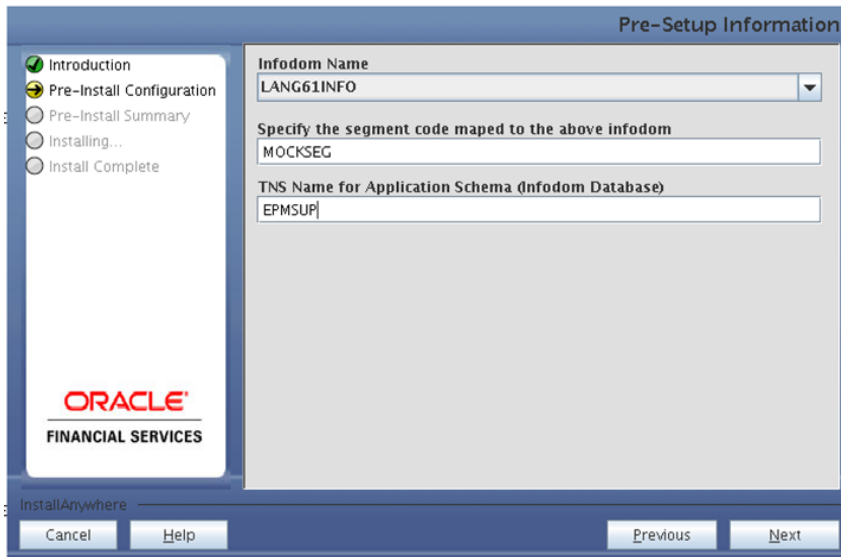 Pre-Setup Information
Introduction
Pre-Install Configuration
Pre-Install Summary
Installing...
Install Complete
ORACLE'
FINANCIAL SERVICES
Infodom Name
LANG61INFO
Specify the segment code maped to the above infodom
MOCKSEG
TNS Name for Application Schema (Infodom Database)
EPMSUP
InstallAnywhere
Cancel
Help
Previous
Next